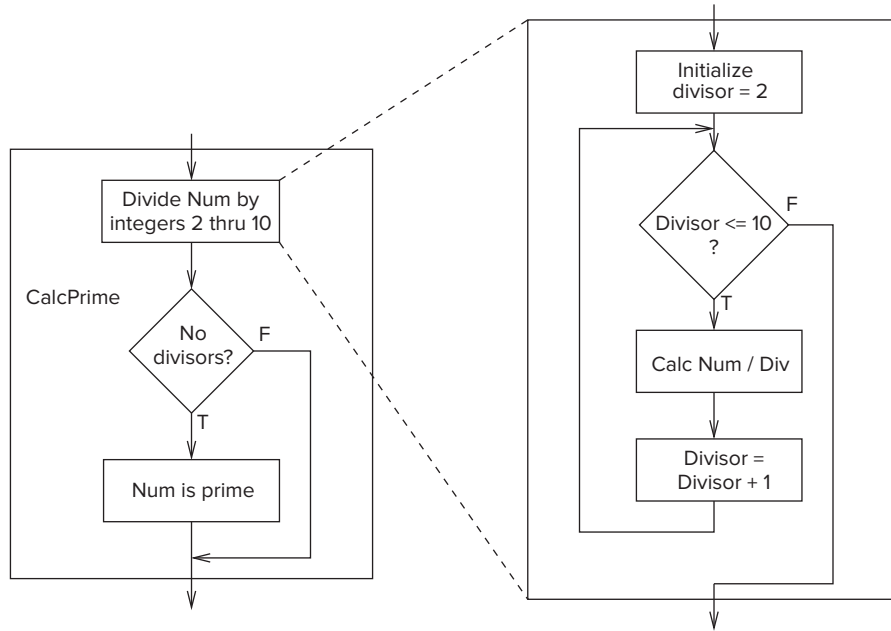 Divide Num by
integers 2 thru 10
CalcPrime
No
divisors?
F
T
Num is prime
Initialize
divisor = 2
Divisor <= 10
?
F
T
Calc Num / Div
Divisor =
Divisor + 1